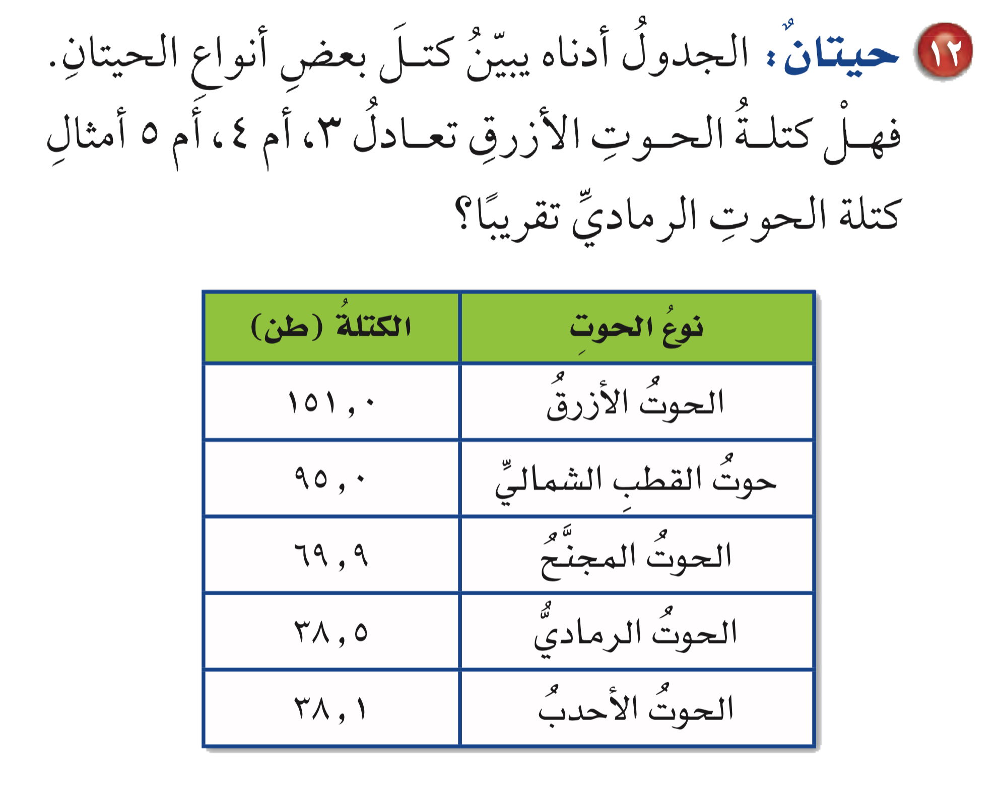 ١٢ حيتانٌ: الجدولُ أدناه يبيّنُ كتلَ بعضِ أنواعِ الحيتانِ.
فهلْ كتلةُ الحوتِ الأزرقِ تعادلُ ٣، أم ٤، أَم ٥ أمثالِ
كتلة الحوتِ الرماديِّ تقريبًا؟
نوعُ الحوتِ الكتلةُ (طن)
الحوتُ الأزرقُ ١٥١,٠
حوتُ القطبِ الشماليِّ ٩٥,٠
الحوتُ المجنَّحُ ٦٩,٩
الحوتُ الرماديُّ ٣٨,٥
الحوتُ الأحدبُ ٣٨,١